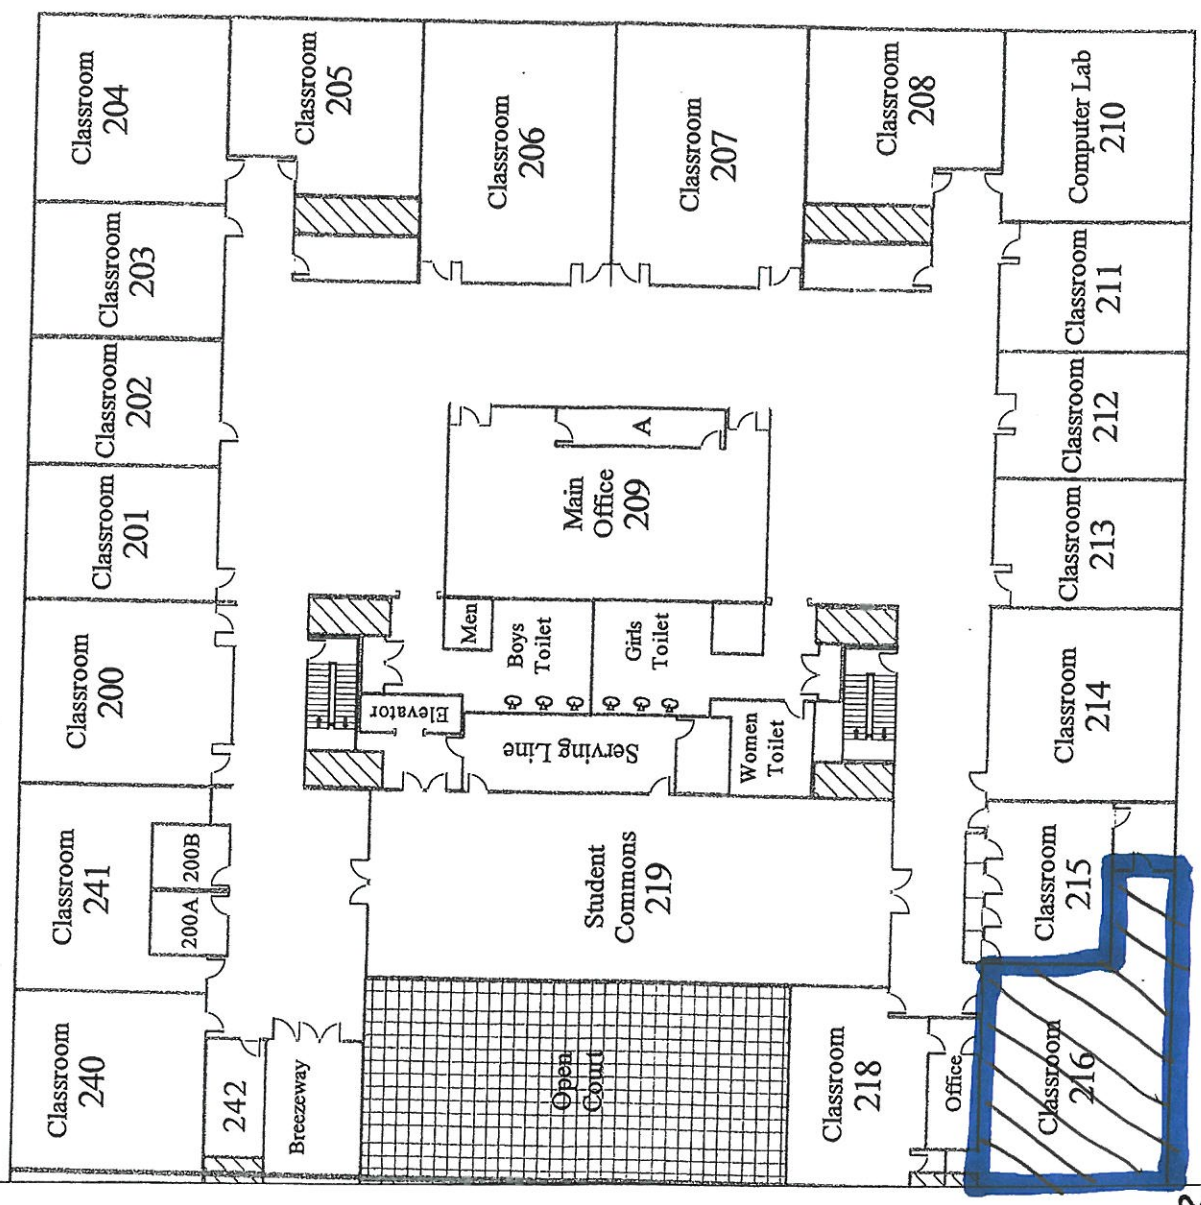 Classroom
204
Classroom
205
Classroom
206
Classroom
207
Classroom
208
Computer Lab
210
Classroom
203
Classroom
211
Classroom
202
Classroom
212
Classroom
201
Classroom
213
A
Main
Office
209
Men
Boys
Toilet
Girls
Toilet
Classroom
200
Elevator
Serving Line
Women
Toilet
Classroom
214
Classroom
241
200B
200A
Student
Commons
219
Classroom
215
Classroom
240
242
Breezeway
Open
Court
Classroom
218
Office
Classroom
216